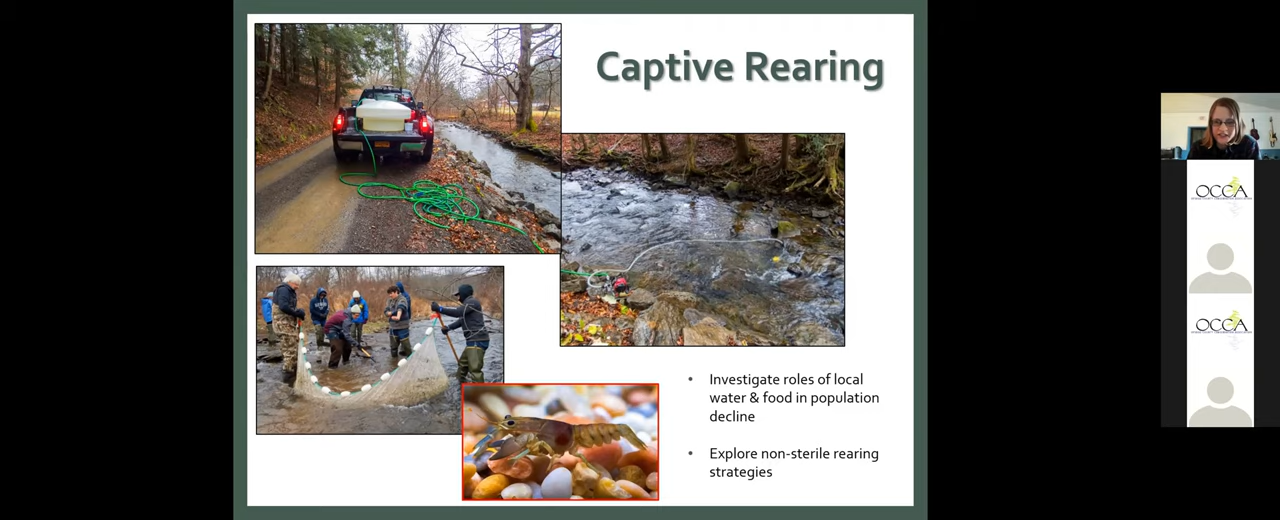 Captive Rearing
• Investigate roles of local
water & food in population
decline
• Explore non-sterile rearing
strategies
OCCA
OCCA